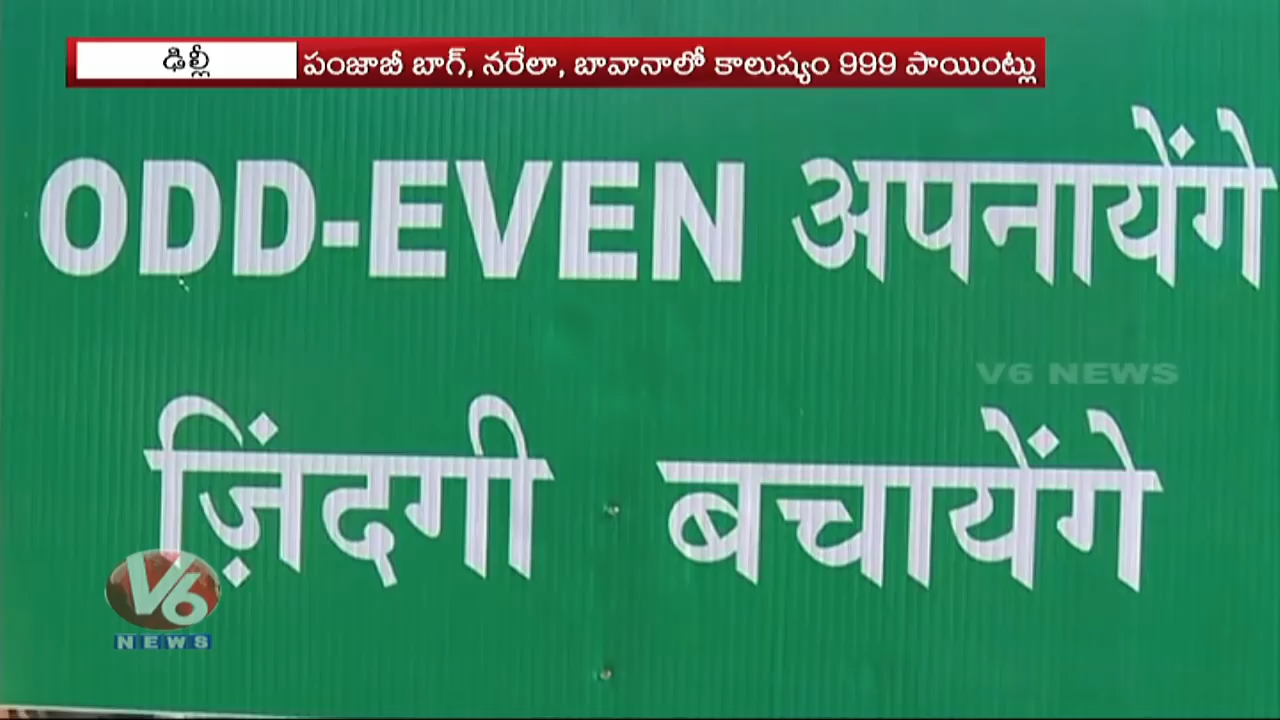 ఢిల్లీ
పంజాబీ బాగ్, నరేలా, బావానాలో కాలుష్యం 999 పాయింట్లు
ODD-EVEN अपनायेंगे
V6 NEWS
ज़िंदगी बचायेंगे
V6
NEWS